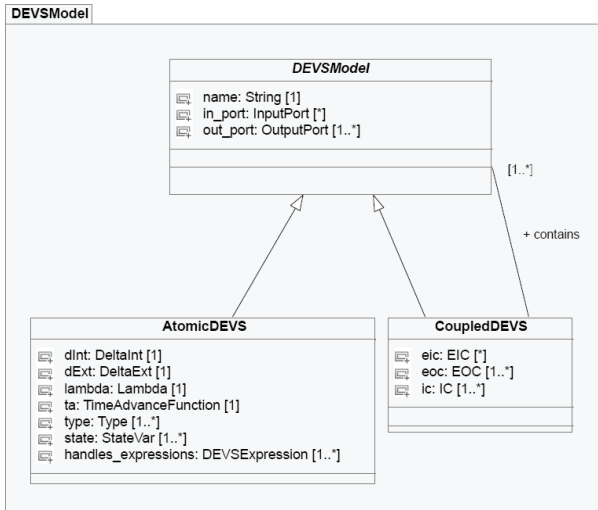 DEVSModel
DEVSModel
name: String [1]
in_port: InputPort [*]
out_port: OutputPort [1..*]
[1..*]
+ contains
AtomicDEVS
dInt: DeltaInt [1]
dExt: DeltaExt [1]
lambda: Lambda [1]
ta: TimeAdvanceFunction [1]
type: Type [1..*]
state: StateVar [1..*]
handles_expressions: DEVSExpression [1..*]
CoupledDEVS
eic: EIC [*]
eoc: EOC [1..*]
ic: IC [1..*]